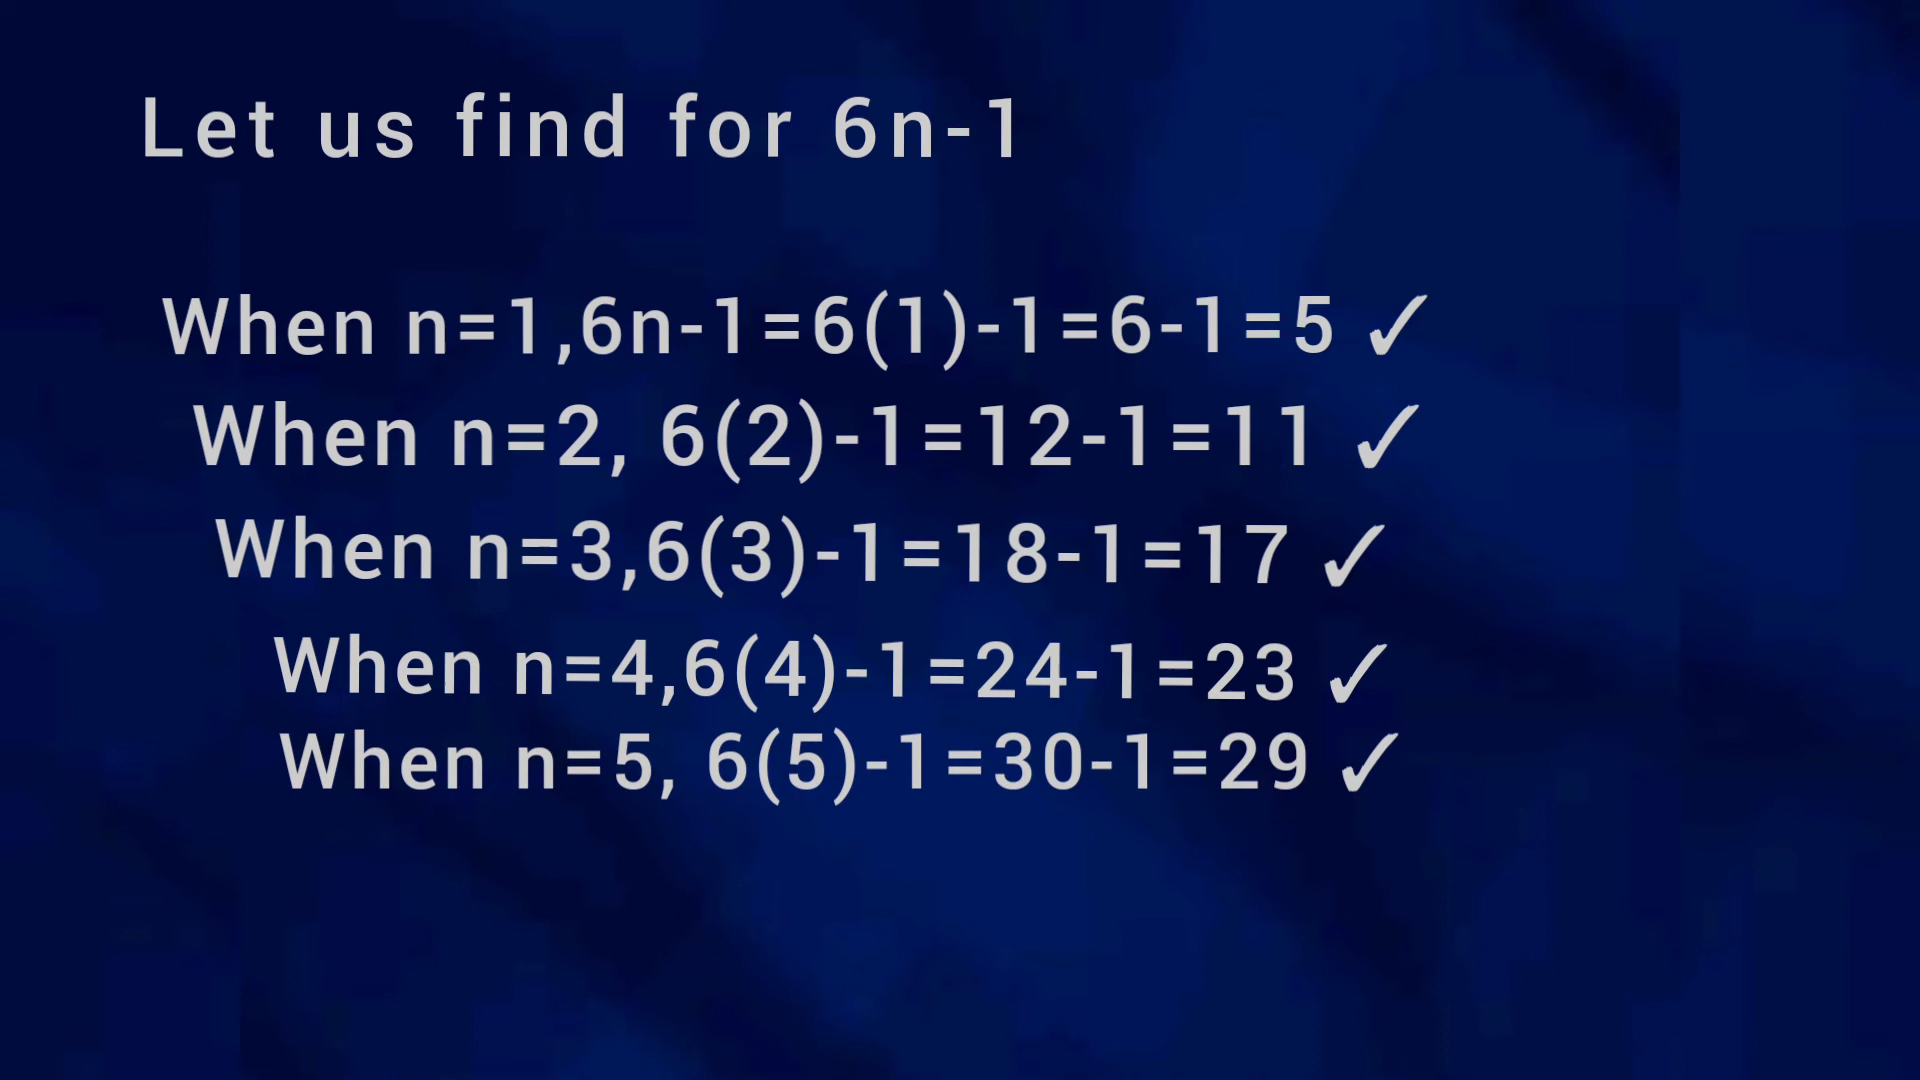 Let us find for 6n-1
When n=1,6n-1=6(1)-1=6-1=5 ✓
When n=2, 6(2)-1=12-1=11 ✓
When n=3,6(3)-1=18-1=17 ✓
When n=4,6(4)-1=24-1=23 ✓
When n=5, 6(5)-1=30-1=29 ✓